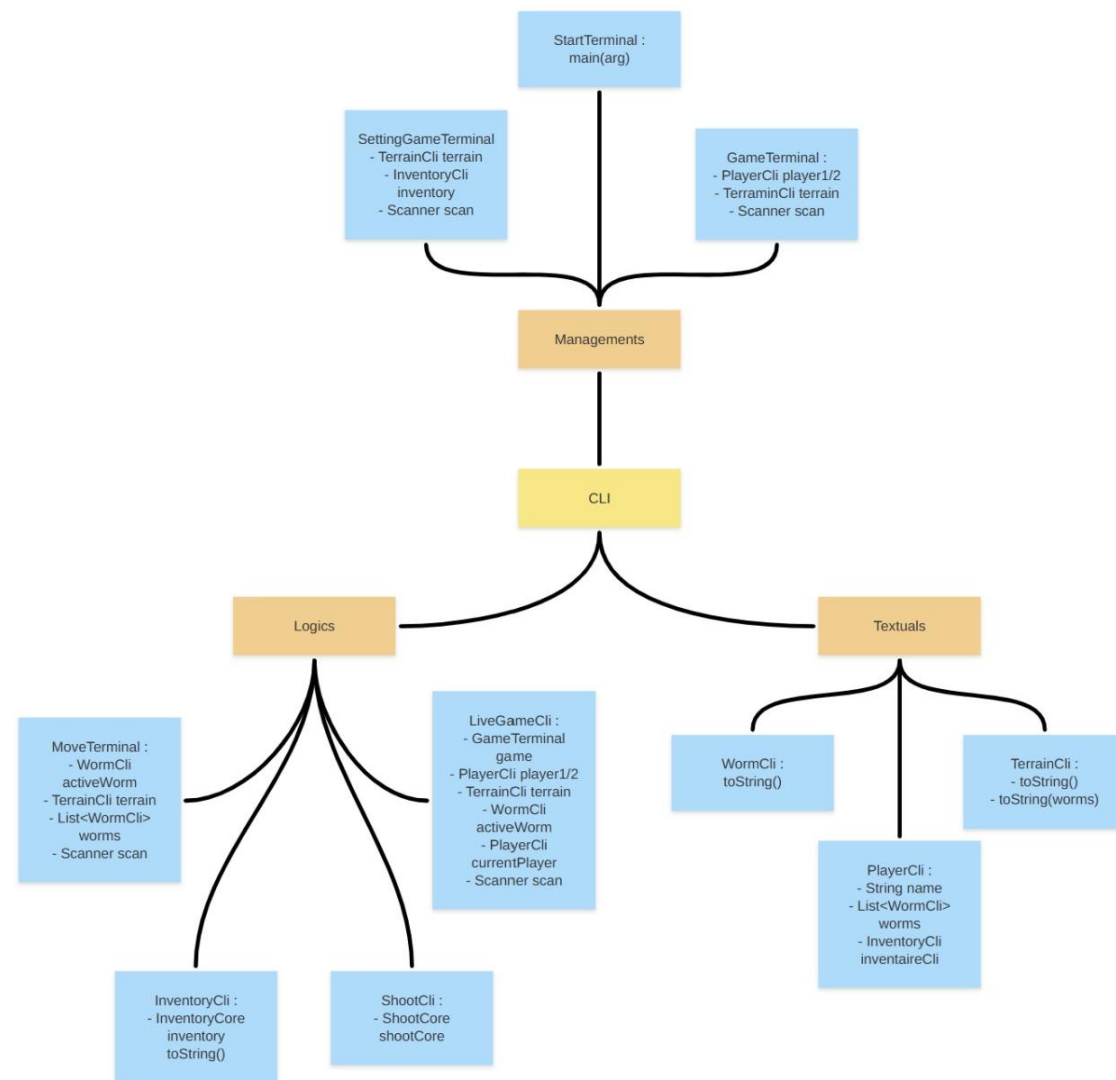 StartTerminal :
main(arg)
SettingGameTerminal
- TerrainCli terrain
- InventoryCli
inventory
- Scanner scan
GameTerminal :
- PlayerCli player1/2
- TerraminCli terrain
- Scanner scan
Managements
CLI
Logics
Textuals
MoveTerminal :
- WormCli
activeWorm
- TerrainCli terrain
- List<WormCli>
worms
- Scanner scan
LiveGameCli :
- GameTerminal
game
- PlayerCli player1/2
- TerrainCli terrain
- WormCli
activeWorm
- PlayerCli
currentPlayer
- Scanner scan
WormCli :
toString()
TerrainCli :
- toString()
- toString(worms)
PlayerCli :
- String name
- List<WormCli>
worms
- InventoryCli
inventaireCli
InventoryCli :
- InventoryCore
inventory
toString()
ShootCli :
- ShootCore
shootCore